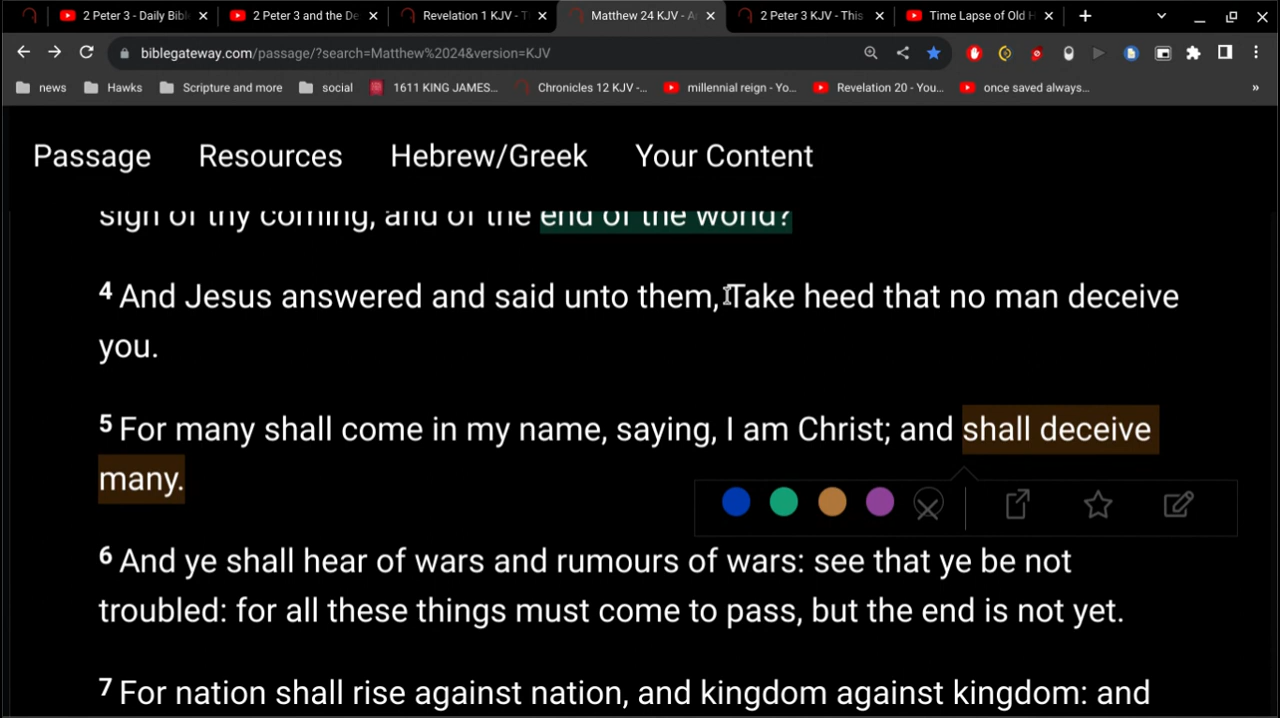 2 Peter 3 - Daily Bible
2 Peter 3 and the De
Revelation 1 KJV - T
Matthew 24 KJV - A
2 Peter 3 KJV - This
Time Lapse of Old H
biblegateway.com/passage/?search=Matthew%2024&version=KJV
news Hawks Scripture and more social 1611 KING JAMES... Chronicles 12 KJV -... millennial reign - Yo... Revelation 20 - You... once saved always... »
Passage Resources Hebrew/Greek Your Content
sign of thy coming, and of the end of the world?
4 And Jesus answered and said unto them, Take heed that no man deceive
you.
5 For many shall come in my name, saying, I am Christ; and shall deceive
many.
6 And ye shall hear of wars and rumours of wars: see that ye be not
troubled: for all these things must come to pass, but the end is not yet.
7 For nation shall rise against nation, and kingdom against kingdom: and